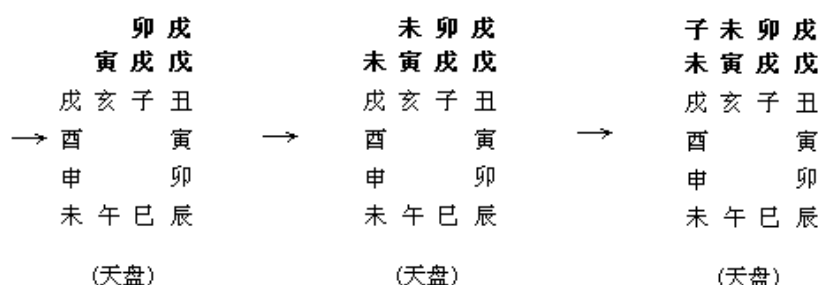 卯 戌
寅 戌 戊
戌 亥 子 丑
→ 酉 寅
申 卯
未 午 巳 辰
(天盘)
未 卯 戌
未 寅 戌 戊
戌 亥 子 丑
→ 酉 寅
申 卯
未 午 巳 辰
(天盘)
子 未 卯 戌
未 寅 戌 戊
戌 亥 子 丑
→ 酉 寅
申 卯
未 午 巳 辰
(天盘)